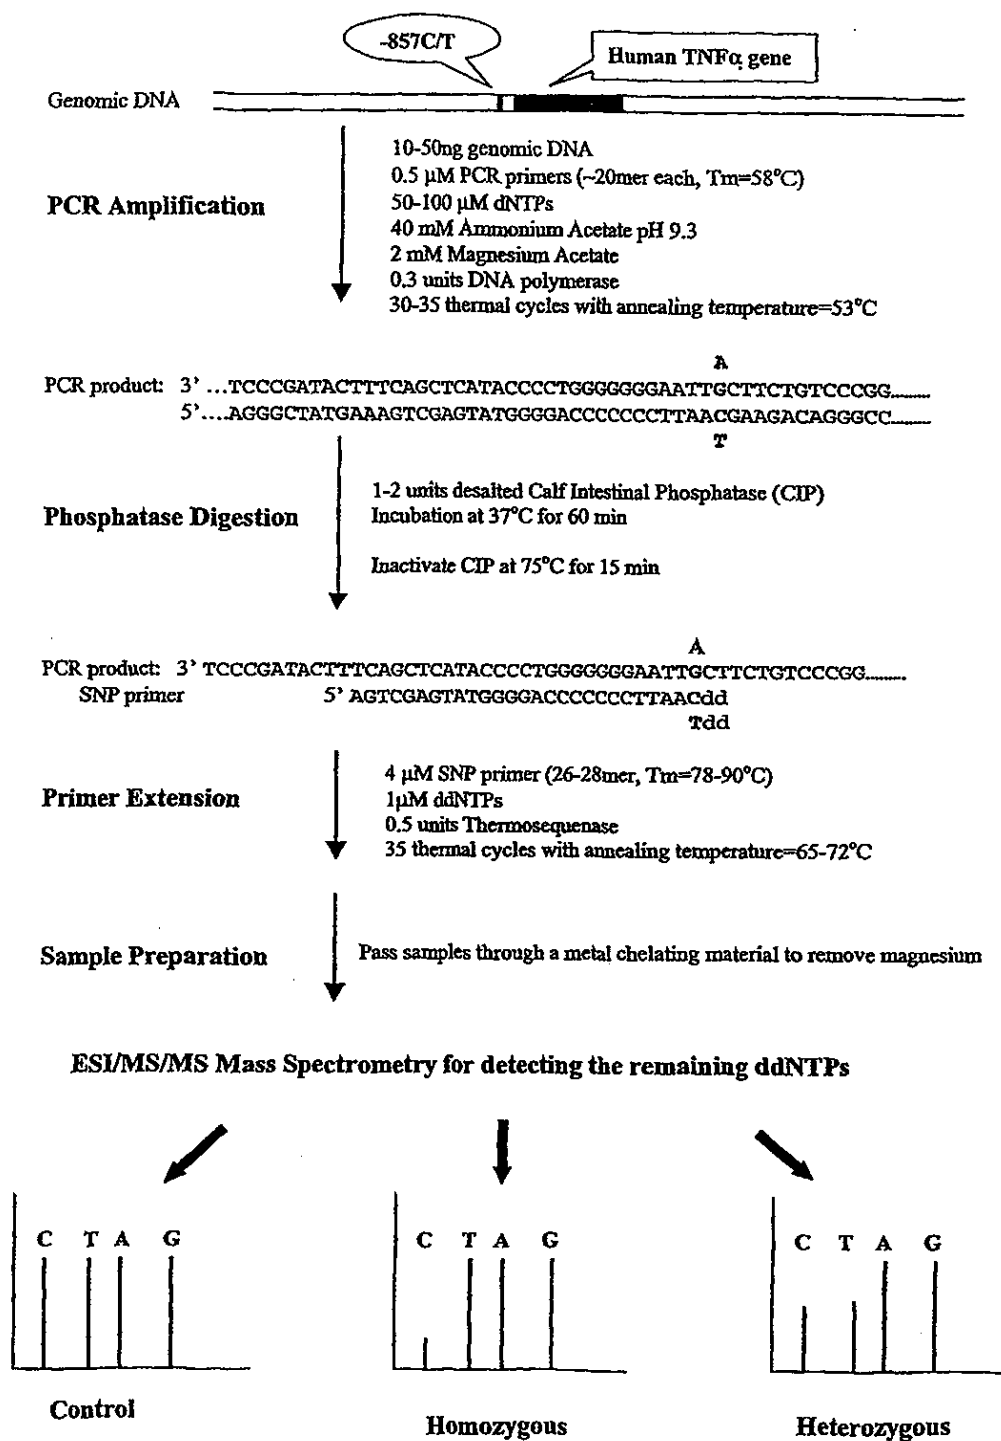 -857C/T
Human TNFα gene
Genomic DNA
10-50ng genomic DNA
0.5 µM PCR primers (~20mer each, Tm=58°C)
PCR Amplification
50-100 µM dNTPs
40 mM Ammonium Acetate pH 9.3
2 mM Magnesium Acetate
0.3 units DNA polymerase
30-35 thermal cycles with annealing temperature=53°C
A
PCR product: 3' ...TCCCGATACTTTCAGCTCATACCCCTGGGGGGGAATTGCTTCTGTCCCGG.........
5'....AGGGCTATGAAAGTCGAGTATGGGGACCCCCCCTTAACGAAGACAGGGCC.........
T
1-2 units desalted Calf Intestinal Phosphatase (CIP)
Phosphatase Digestion
Incubation at 37°C for 60 min
Inactivate CIP at 75°C for 15 min
A
PCR product: 3' TCCCGATACTTTCAGCTCATACCCCTGGGGGGGAATTGCTTCTGTCCCGG.........
SNP primer 5' AGTCGAGTATGGGGACCCCCCCTTAACdd
Tdd
4 µM SNP primer (26-28mer, Tm=78-90°C)
Primer Extension
1µM ddNTPs
0.5 units Thermosequenase
35 thermal cycles with annealing temperature=65-72°C
Sample Preparation
Pass samples through a metal chelating material to remove magnesium
ESI/MS/MS Mass Spectrometry for detecting the remaining ddNTPs
C T A G
C T A G
C T A G
Control
Homozygous
Heterozygous